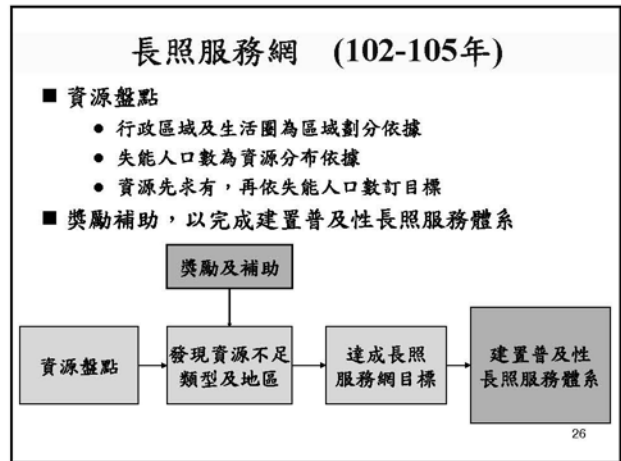 長照服務網 (102-105年)
■ 資源盤點
● 行政區域及生活圈為區域劃分依據
● 失能人口數為資源分布依據
● 資源先求有，再依失能人口數訂目標
■ 獎勵補助，以完成建置普及性長照服務體系
獎勵及補助
資源盤點
發現資源不足
類型及地區
達成長照
服務網目標
建置普及性
長照服務體系
26